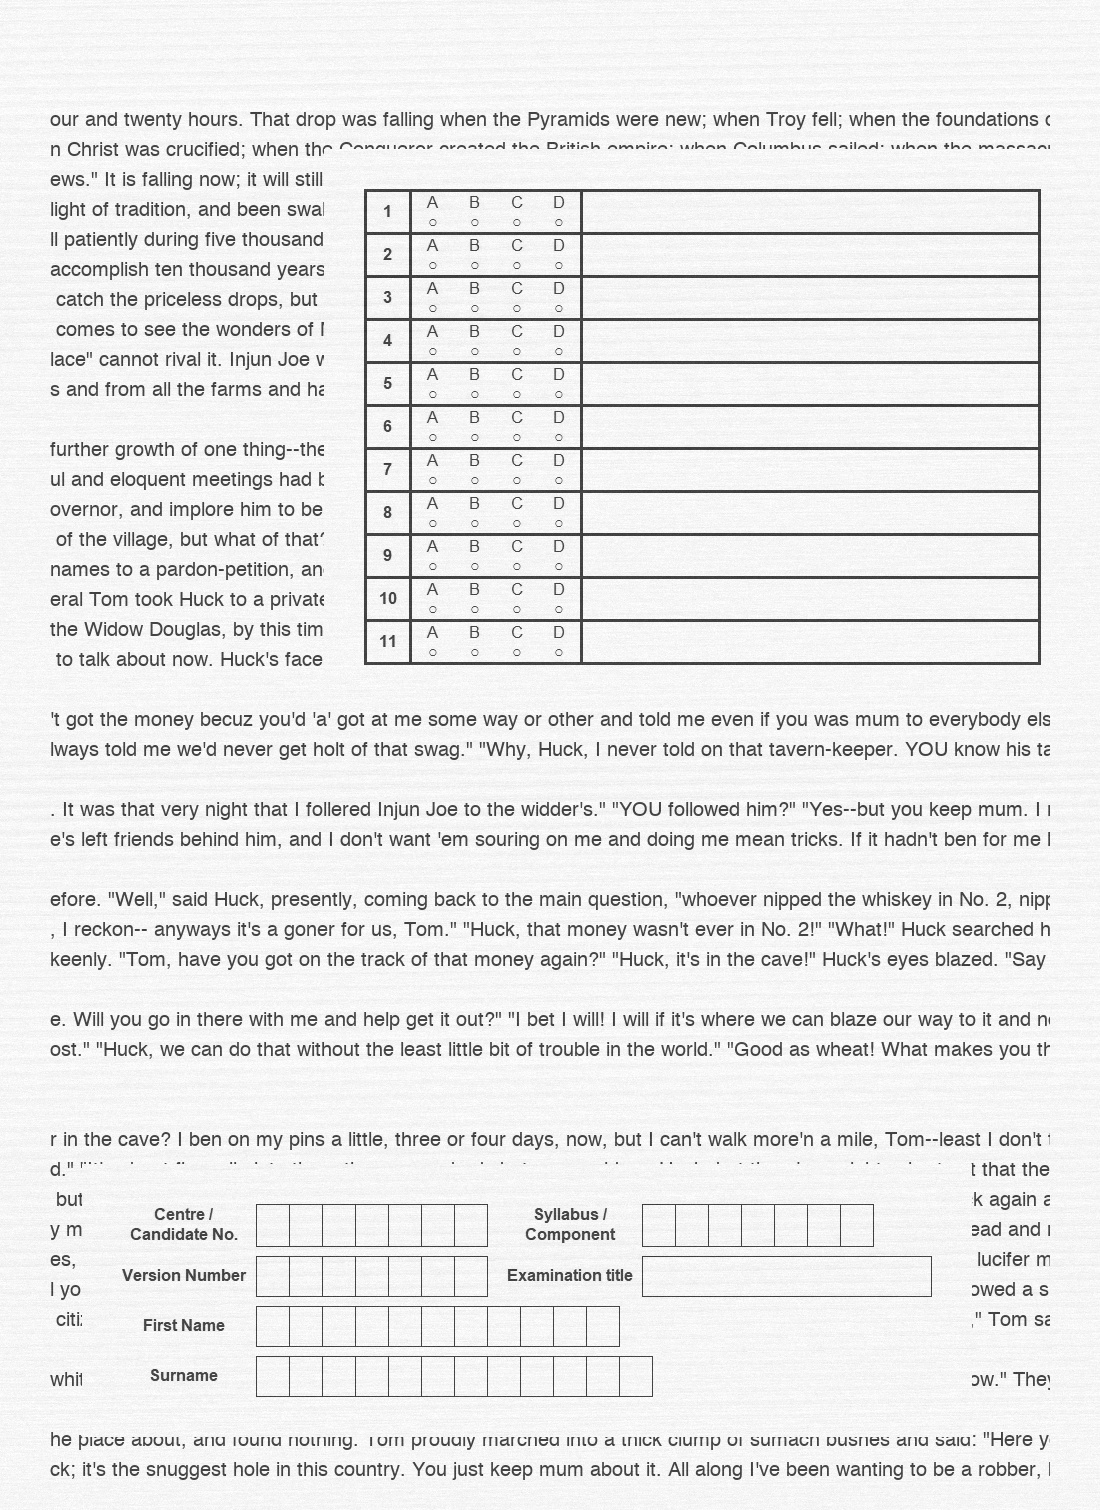 our and twenty hours. That drop was falling when the Pyramids were new; when Troy fell; when the foundations
n Christ was crucified; when the Conqueror created the British empire; when Columbus sailed; when the
ews." It is falling now; it will still
light of tradition, and been
ll patiently during five thousand
accomplish ten thousand years
catch the priceless drops, but
comes to see the wonders of
lace" cannot rival it. Injun Joe
s and from all the farms and
further growth of one thing--the
ul and eloquent meetings had
overnor, and implore him to be
of the village, but what of that?
names to a pardon-petition, an
eral Tom took Huck to a private
the Widow Douglas, by this tim
to talk about now. Huck's face
1 A B C D
2 A B C D
3 A B C D
4 A B C D
5 A B C D
6 A B C D
7 A B C D
8 A B C D
9 A B C D
10 A B C D
11 A B C D
't got the money becuz you'd 'a' got at me some way or other and told me even if you was mum to everybody els
lways told me we'd never get holt of that swag." "Why, Huck, I never told on that tavern-keeper. YOU know his ta
. It was that very night that I follered Injun Joe to the widder's." "YOU followed him?" "Yes--but you keep mum. I
e's left friends behind him, and I don't want 'em souring on me and doing me mean tricks. If it hadn't ben for me
efore. "Well," said Huck, presently, coming back to the main question, "whoever nipped the whiskey in No. 2, nipp
, I reckon-- anyways it's a goner for us, Tom." "Huck, that money wasn't ever in No. 2!" "What!" Huck searched h
keenly. "Tom, have you got on the track of that money again?" "Huck, it's in the cave!" Huck's eyes blazed. "Say
e. Will you go in there with me and help get it out?" "I bet I will! I will if it's where we can blaze our way to it and
ost." "Huck, we can do that without the least little bit of trouble in the world." "Good as wheat! What makes you th
r in the cave? I ben on my pins a little, three or four days, now, but I can't walk more'n a mile, Tom--least I don't
d." that the
but k again a
y m ead and
es, lucifer m
l yo owed a s
citi ," Tom sa
whit ow." They
Centre / Candidate No.
Syllabus / Component
Version Number
Examination title
First Name
Surname
he place about, and found nothing. Tom proudly marched into a thick clump of sumach bushes and said: "Here
ck; it's the snuggest hole in this country. You just keep mum about it. All along I've been wanting to be a robber,